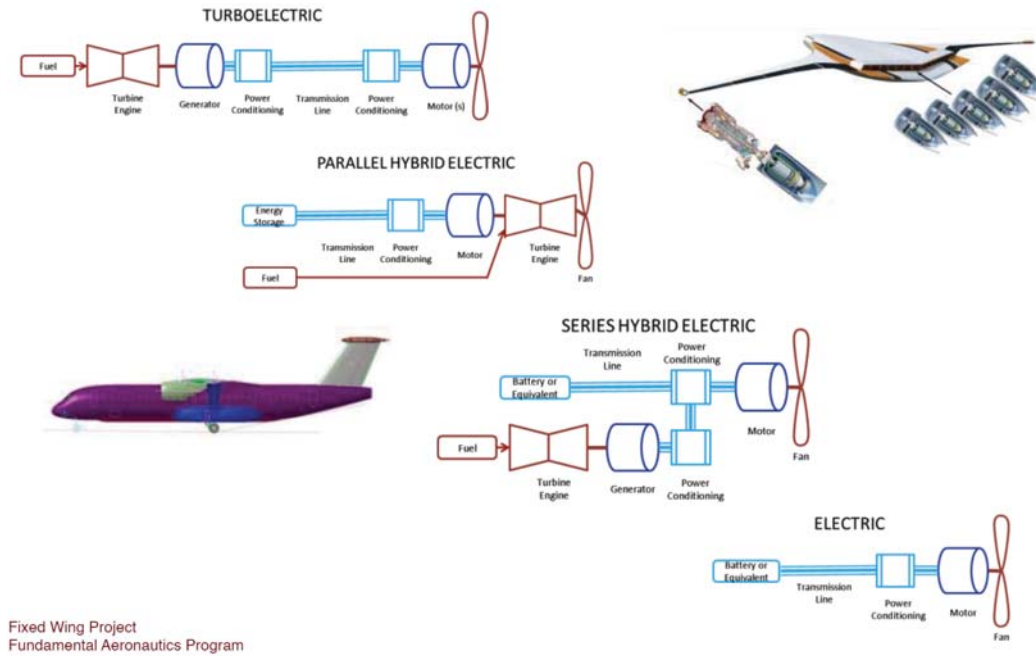 TURBOELECTRIC
Fuel
Turbine
Engine
Generator
Power
Conditioning
Transmission
Line
Power
Conditioning
Motor (s)
PARALLEL HYBRID ELECTRIC
Energy
Storage
Transmission
Line
Power
Conditioning
Motor
Turbine
Engine
Fan
Fuel
SERIES HYBRID ELECTRIC
Battery or
Equivalent
Transmission
Line
Power
Conditioning
Motor
Fan
Fuel
Turbine
Engine
Generator
Power
Conditioning
ELECTRIC
Battery or
Equivalent
Transmission
Line
Power
Conditioning
Motor
Fan
Fixed Wing Project
Fundamental Aeronautics Program